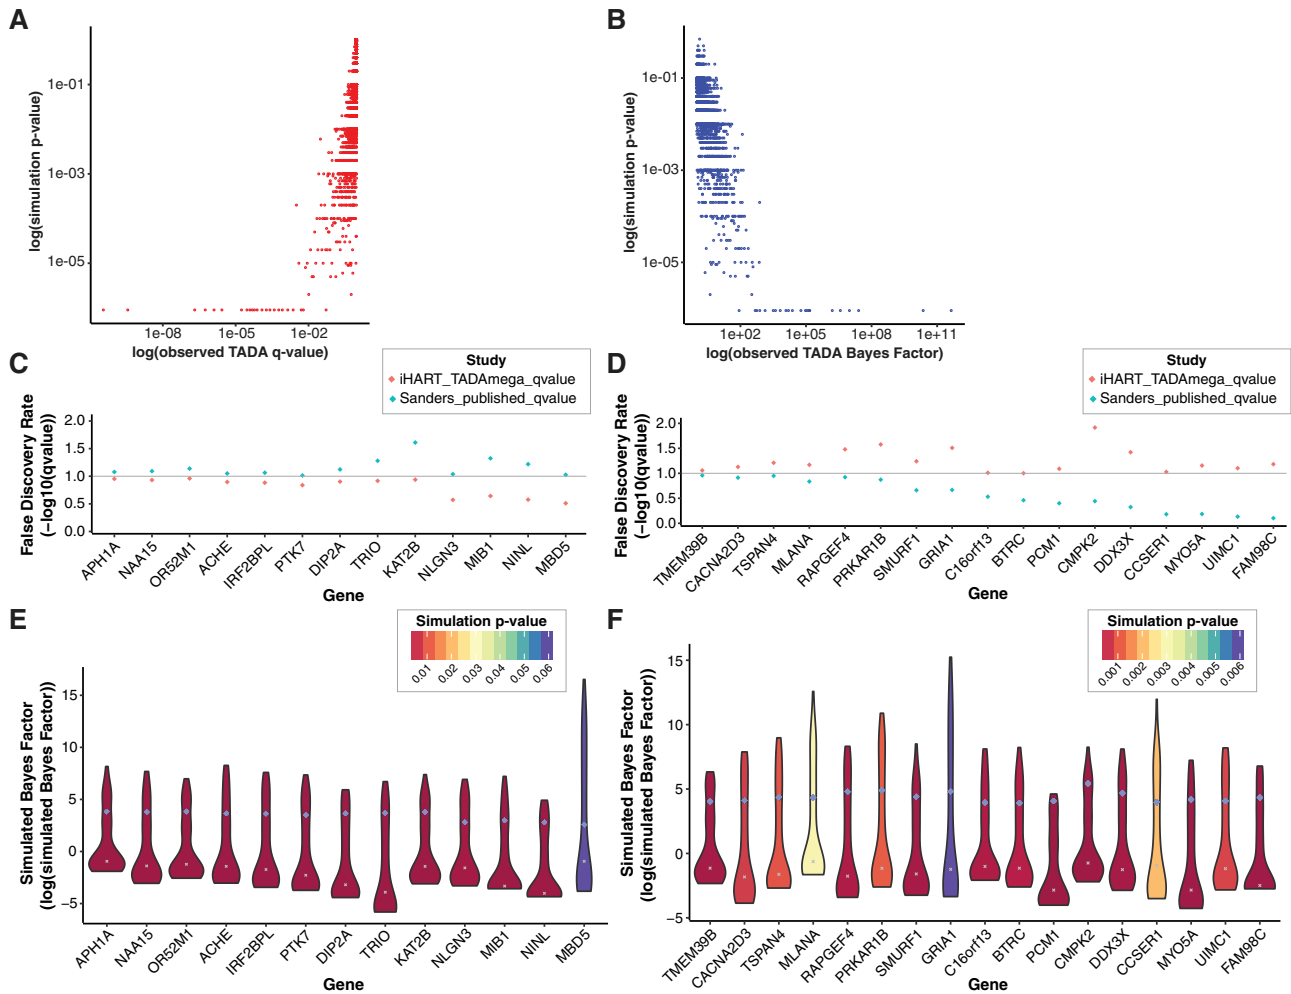 A
log(simulation p-value)
1e-01
1e-03
1e-05
1e-08
1e-05
1e-02
log(observed TADA q-value)
B
log(simulation p-value)
1e-01
1e-03
1e-05
1e+02
1e+05
1e+08
1e+11
log(observed TADA Bayes Factor)
C
Study
iHART_TADAmega_qvalue
Sanders_published_qvalue
False Discovery Rate
(−log10(qvalue))
2.0
1.5
1.0
0.5
0.0
APH1A
NAA15
OR52M1
ACHE
IRF2BPL
PTK7
DIP2A
TRIO
KAT2B
NLGN3
MIB1
NINL
MBD5
Gene
D
Study
iHART_TADAmega_qvalue
Sanders_published_qvalue
False Discovery Rate
(−log10(qvalue))
2.0
1.5
1.0
0.5
0.0
TMEM39B
CACNA2D3
TSPAN4
MLANA
RAPGEF4
PRKAR1B
SMURF1
GRIA1
C16orf13
BTRC
PCM1
CMPK2
DDX3X
CCSER1
MYO5A
UIMC1
FAM98C
Gene
E
Simulation p-value
0.01
0.02
0.03
0.04
0.05
0.06
Simulated Bayes Factor
(log(simulated Bayes Factor))
15
10
5
0
−5
APH1A
NAA15
OR52M1
ACHE
IRF2BPL
PTK7
DIP2A
TRIO
KAT2B
NLGN3
MIB1
NINL
MBD5
Gene
F
Simulation p-value
0.001
0.002
0.003
0.004
0.005
0.006
Simulated Bayes Factor
(log(simulated Bayes Factor))
15
10
5
0
−5
TMEM39B
CACNA2D3
TSPAN4
MLANA
RAPGEF4
PRKAR1B
SMURF1
GRIA1
C16orf13
BTRC
PCM1
CMPK2
DDX3X
CCSER1
MYO5A
UIMC1
FAM98C
Gene